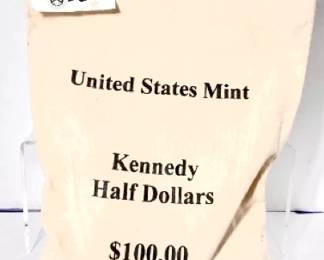 United States Mint
Kennedy
Half Dollars
$100.00